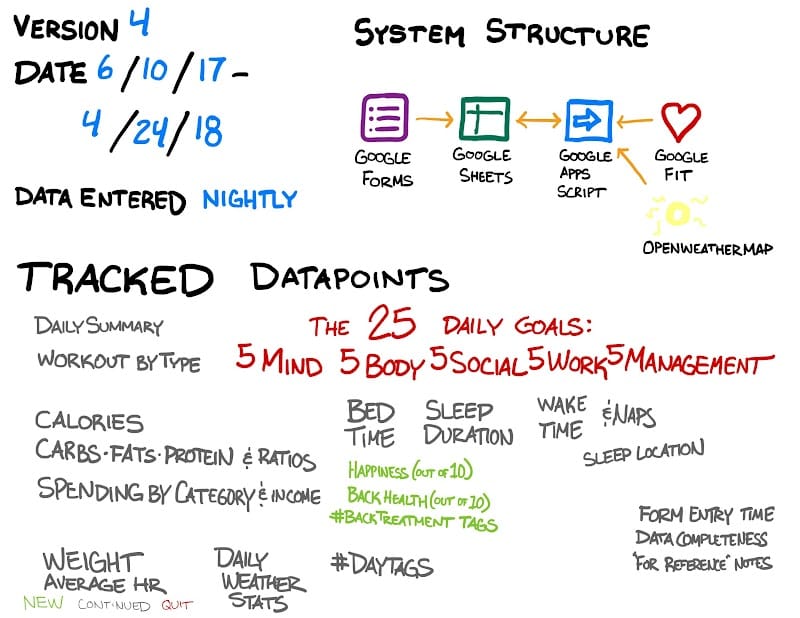 VERSION 4
DATE 6/10/17-
4/24/18
DATA ENTERED NIGHTLY
SYSTEM STRUCTURE
GOOGLE FORMS
GOOGLE SHEETS
GOOGLE APPS SCRIPT
GOOGLE FIT
OPENWEATHERMAP
TRACKED DATAPOINTS
DAILY SUMMARY
WORKOUT BY TYPE
THE 25 DAILY GOALS:
5 MIND 5 BODY 5 SOCIAL 5 WORK 5 MANAGEMENT
CALORIES
CARBS·FATS·PROTEIN & RATIOS
SPENDING BY CATEGORY & INCOME
BED TIME
SLEEP DURATION
WAKE TIME
& NAPS
SLEEP LOCATION
HAPPINESS (OUT OF 10)
BACK HEALTH (OUT OF 10)
#BACKTREATMENT TAGS
FORM ENTRY TIME
DATA COMPLETENESS
"FOR REFERENCE" NOTES
WEIGHT
AVERAGE HR
DAILY
WEATHER
STATS
#DAYTAGS
NEW CONTINUED QUIT